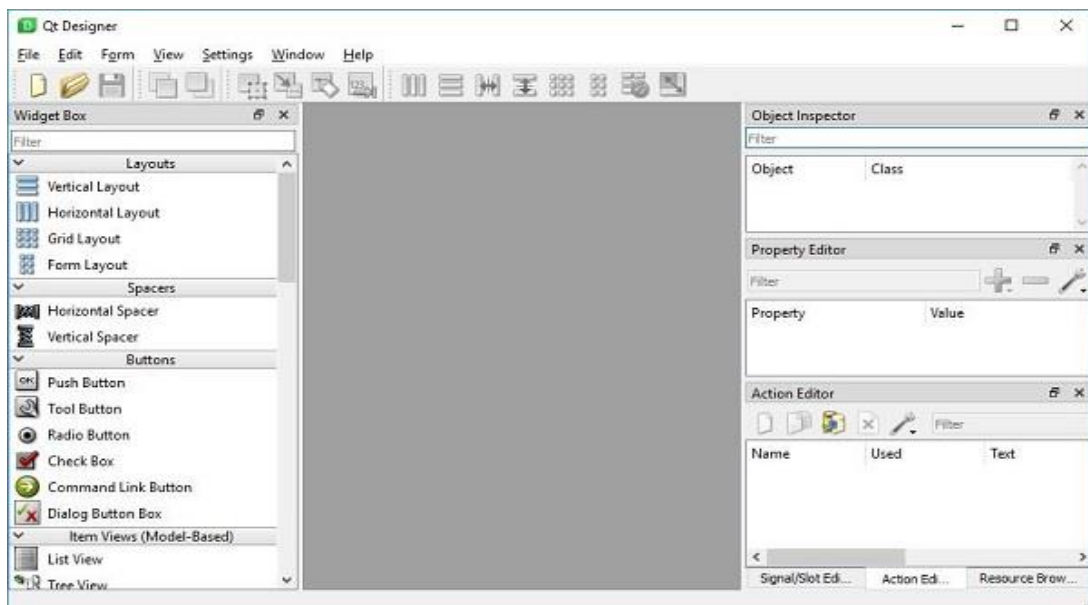 Qt Designer
File Edit Form View Settings Window Help
Widget Box
Filter
Layouts
Vertical Layout
Horizontal Layout
Grid Layout
Form Layout
Spacers
Horizontal Spacer
Vertical Spacer
Buttons
OK Push Button
Tool Button
Radio Button
Check Box
Command Link Button
Dialog Button Box
Item Views (Model-Based)
List View
Tree View
Object Inspector
Filter
Object Class
Property Editor
Filter
Property Value
Action Editor
Filter
Name Used Text
Signal/Slot Edi... Action Edi... Resource Brow...